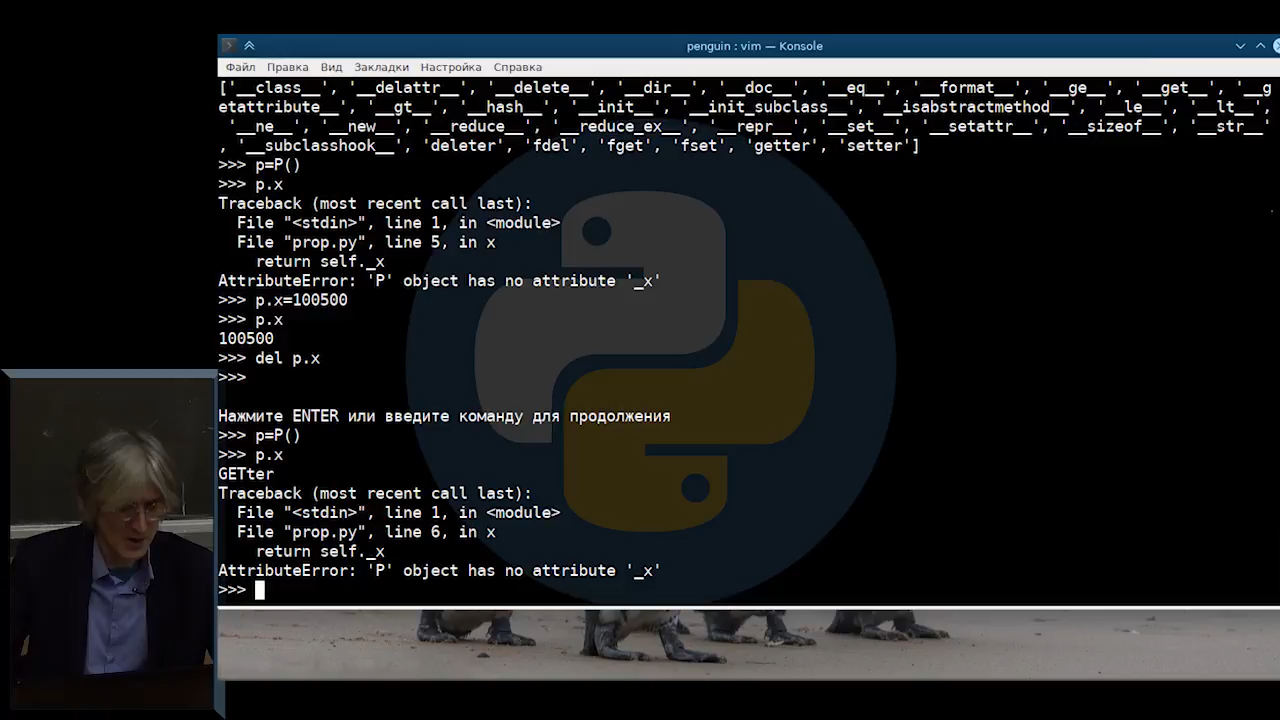 penguin : vim — Konsole
Файл Правка Вид Закладки Настройка Справка
['__class__', '__delattr__', '__delete__', '__dir__', '__doc__', '__eq__', '__format__', '__ge__', '__get__', '__g
etattribute__', '__gt__', '__hash__', '__init__', '__init_subclass__', '__isabstractmethod__', '__le__', '__lt__',
'__ne__', '__new__', '__reduce__', '__reduce_ex__', '__repr__', '__set__', '__setattr__', '__sizeof__', '__str__'
, '__subclasshook__', 'deleter', 'fdel', 'fget', 'fset', 'getter', 'setter']
>>> p=P()
>>> p.x
Traceback (most recent call last):
  File "<stdin>", line 1, in <module>
  File "prop.py", line 5, in x
    return self._x
AttributeError: 'P' object has no attribute '_x'
>>> p.x=100500
>>> p.x
100500
>>> del p.x
>>>
Нажмите ENTER или введите команду для продолжения
>>> p=P()
>>> p.x
GETter
Traceback (most recent call last):
  File "<stdin>", line 1, in <module>
  File "prop.py", line 6, in x
    return self._x
AttributeError: 'P' object has no attribute '_x'
>>>